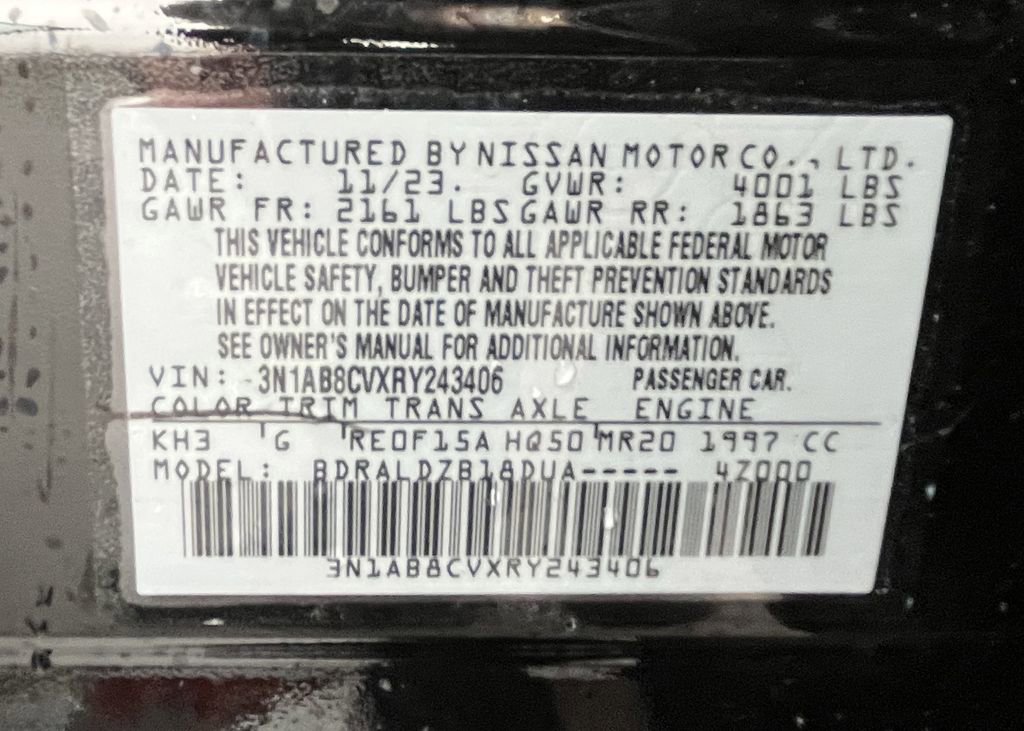 MANUFACTURED BY NISSAN MOTOR CO., LTD.
DATE: 11/23. GVWR: 4001 LBS
GAWR FR: 2161 LBS GAWR RR: 1863 LBS
THIS VEHICLE CONFORMS TO ALL APPLICABLE FEDERAL MOTOR
VEHICLE SAFETY, BUMPER AND THEFT PREVENTION STANDARDS
IN EFFECT ON THE DATE OF MANUFACTURE SHOWN ABOVE.
SEE OWNER'S MANUAL FOR ADDITIONAL INFORMATION.
VIN: 3N1AB8CVXRY243406 PASSENGER CAR.
COLOR TRIM TRANS AXLE ENGINE
KH3 G RE0F15A HQ50 MR20 1997 CC
MODEL: BDRALDZB18DUA----- 4Z000
3N1AB8CVXRY243406